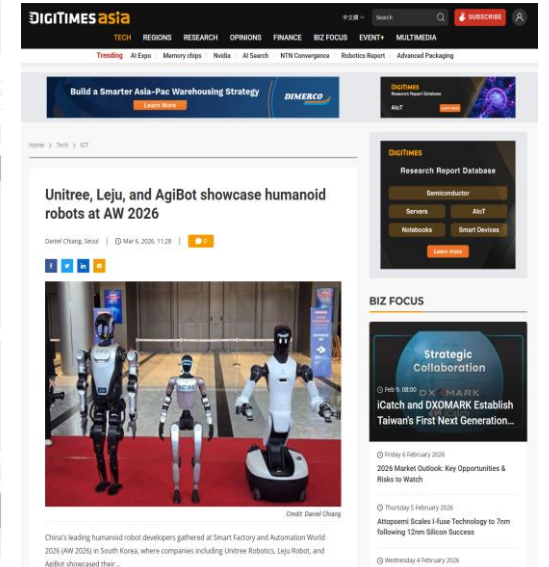 DIGITIMES asia
中文網
Search
SUBSCRIBE
TECH REGIONS RESEARCH OPINIONS FINANCE BIZ FOCUS EVENT+ MULTIMEDIA
Trending AI Expo Memory chips Nvidia AI Search NTN Convergence Robotics Report Advanced Packaging
Build a Smarter Asia-Pac Warehousing Strategy
Learn More
DIMERCO
DIGITIMES
Research Report Database
AIoT
Learn more
Home > Tech > ICT
Unitree, Leju, and AgiBot showcase humanoid
robots at AW 2026
Daniel Chiang, Seoul | Mar 6, 2026, 11:28 | 0
Credit: Daniel Chiang
China's leading humanoid robot developers gathered at Smart Factory and Automation World
2026 (AW 2026) in South Korea, where companies including Unitree Robotics, Leju Robot, and
AgiBot showcased their...
DIGITIMES
Research Report Database
Semiconductor
Servers
AIoT
Notebooks
Smart Devices
Learn more
BIZ FOCUS
Strategic
Collaboration
Feb 9, 08:00
DXOMARK
iCatch and DXOMARK Establish
Taiwan's First Next Generation...
Friday 6 February 2026
2026 Market Outlook: Key Opportunities &
Risks to Watch
Thursday 5 February 2026
Attopsemi Scales I-fuse Technology to 7nm
following 12nm Silicon Success
Wednesday 4 February 2026